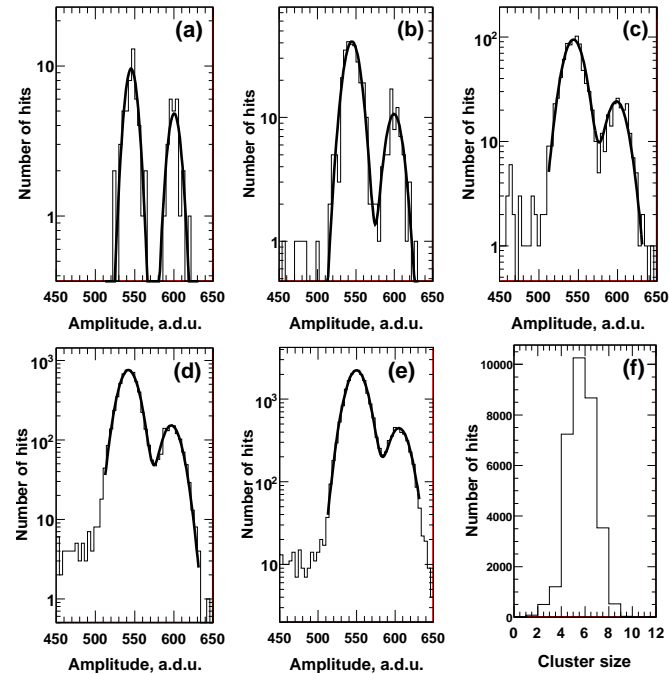 (a)
Number of hits
10
1
450 500 550 600 650
Amplitude, a.d.u.
(b)
Number of hits
10
1
450 500 550 600 650
Amplitude, a.d.u.
(c)
Number of hits
10²
10
1
450 500 550 600 650
Amplitude, a.d.u.
(d)
Number of hits
10³
10²
10
1
450 500 550 600 650
Amplitude, a.d.u.
(e)
Number of hits
10³
10²
10
450 500 550 600 650
Amplitude, a.d.u.
(f)
Number of hits
10000
8000
6000
4000
2000
0
0 2 4 6 8 10 12
Cluster size